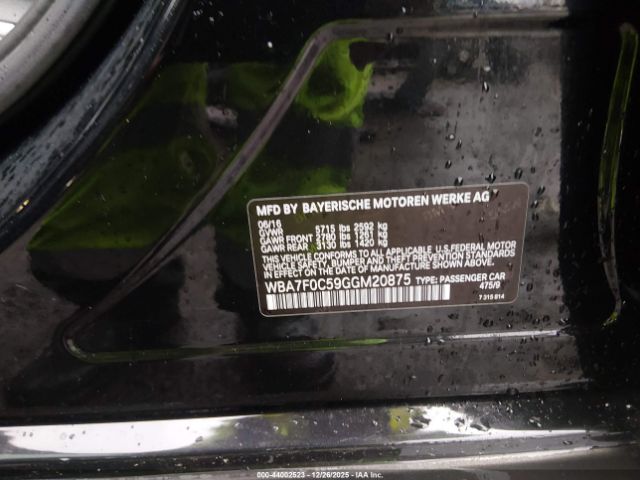 MFD BY BAYERISCHE MOTOREN WERKE AG
06/16
GVWR 5715 lbs 2592 kg
GAWR FRONT 2780 lbs 1261 kg
GAWR REAR 3130 lbs 1420 kg
THIS VEHICLE CONFORMS TO ALL APPLICABLE U.S.FEDERAL MOTOR
VEHICLE SAFETY, BUMPER AND THEFT PREVENTION STANDARDS
IN EFFECT ON THE DATE OF MANUFACTURE SHOWN ABOVE.
WBA7F0C59GGM20875 TYPE: PASSENGER CAR
475/9
7 315 814
000-44002523 - 12/26/2025 - IAA Inc.